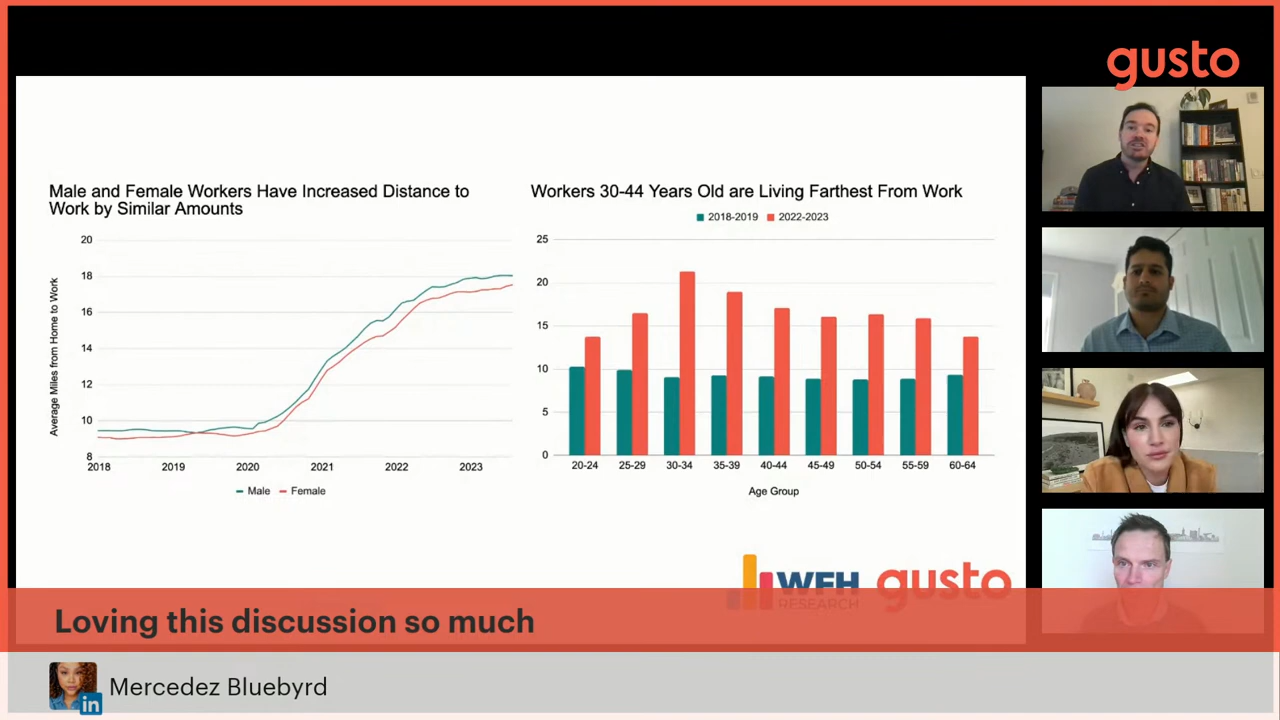 gusto
Male and Female Workers Have Increased Distance to
Work by Similar Amounts
20
18
16
14
12
10
8
Average Miles from Home to Work
2018 2019 2020 2021 2022 2023
Male Female
Workers 30-44 Years Old are Living Farthest From Work
2018-2019 2022-2023
25
20
15
10
5
0
20-24 25-29 30-34 35-39 40-44 45-49 50-54 55-59 60-64
Age Group
WFH
RESEARCH
gusto
Loving this discussion so much
in
Mercedez Bluebyrd